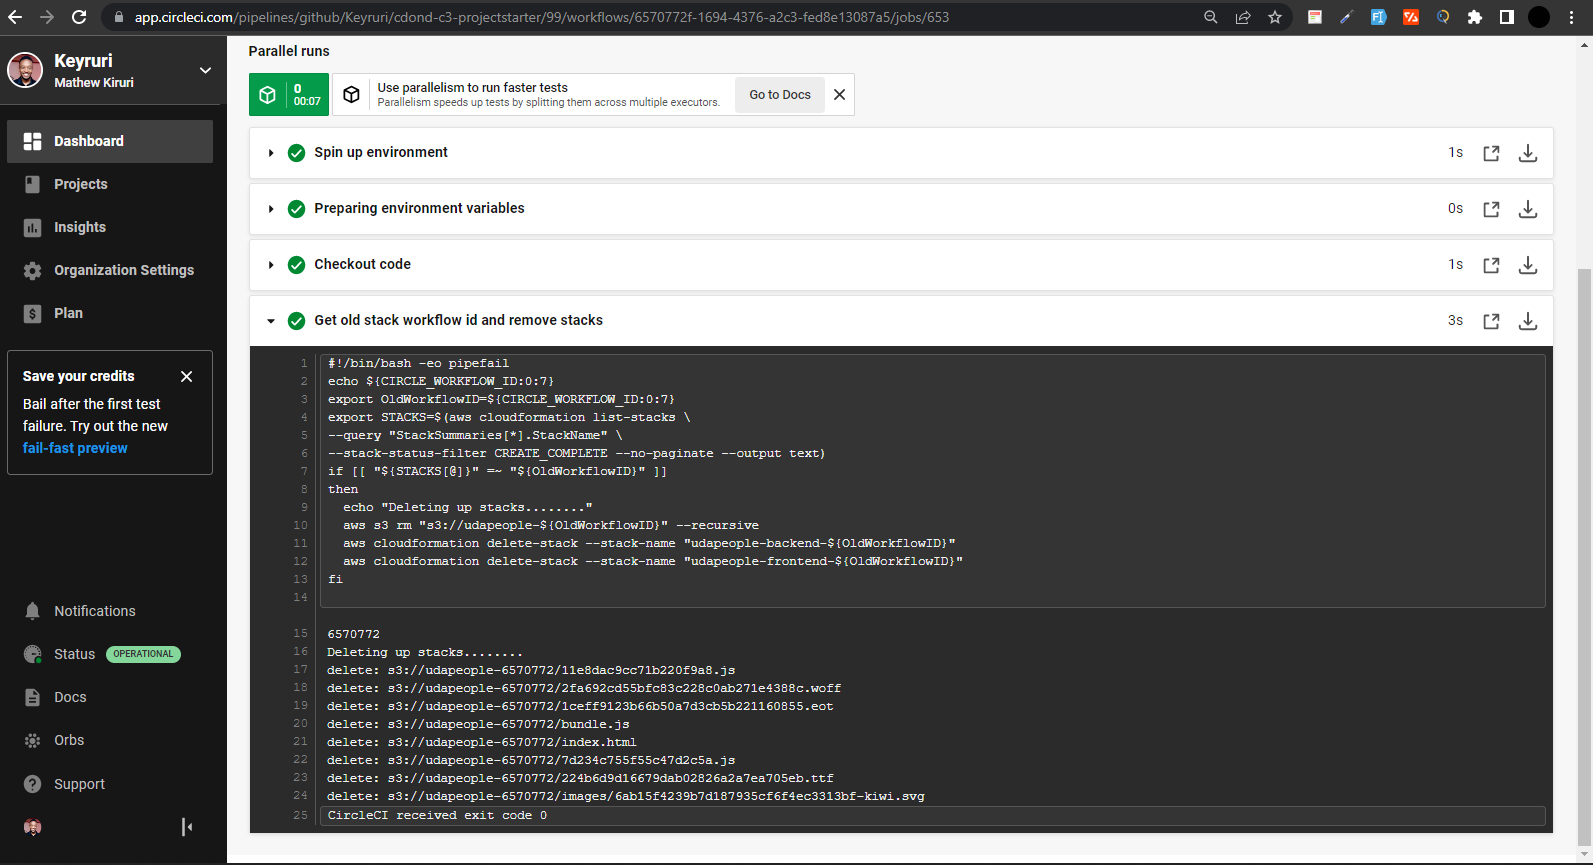 app.circleci.com/pipelines/github/Keyruri/cdond-c3-projectstarter/99/workflows/6570772f-1694-4376-a2c3-fed8e13087a5/jobs/653
Keyruri
Mathew Kiruri
Dashboard
Projects
Insights
Organization Settings
Plan
Save your credits
Bail after the first test
failure. Try out the new
fail-fast preview
Notifications
Status OPERATIONAL
Docs
Orbs
Support
Parallel runs
0
00:07
Use parallelism to run faster tests
Parallelism speeds up tests by splitting them across multiple executors.
Go to Docs
Spin up environment 1s
Preparing environment variables 0s
Checkout code 1s
Get old stack workflow id and remove stacks 3s
1 #!/bin/bash -eo pipefail
2 echo ${CIRCLE_WORKFLOW_ID:0:7}
3 export OldWorkflowID=${CIRCLE_WORKFLOW_ID:0:7}
4 export STACKS=$(aws cloudformation list-stacks \
5 --query "StackSummaries[*].StackName" \
6 --stack-status-filter CREATE_COMPLETE --no-paginate --output text)
7 if [[ "${STACKS[@]}" =~ "${OldWorkflowID}" ]]
8 then
9 echo "Deleting up stacks........"
10 aws s3 rm "s3://udapeople-${OldWorkflowID}" --recursive
11 aws cloudformation delete-stack --stack-name "udapeople-backend-${OldWorkflowID}"
12 aws cloudformation delete-stack --stack-name "udapeople-frontend-${OldWorkflowID}"
13 fi
14
15 6570772
16 Deleting up stacks........
17 delete: s3://udapeople-6570772/11e8dac9cc71b220f9a8.js
18 delete: s3://udapeople-6570772/2fa692cd55bfc83c228c0ab271e4388c.woff
19 delete: s3://udapeople-6570772/1ceff9123b66b50a7d3cb5b221160855.eot
20 delete: s3://udapeople-6570772/bundle.js
21 delete: s3://udapeople-6570772/index.html
22 delete: s3://udapeople-6570772/7d234c755f55c47d2c5a.js
23 delete: s3://udapeople-6570772/224b6d9d16679dab02826a2a7ea705eb.ttf
24 delete: s3://udapeople-6570772/images/6ab15f4239b7d187935cf6f4ec3313bf-kiwi.svg
25 CircleCI received exit code 0